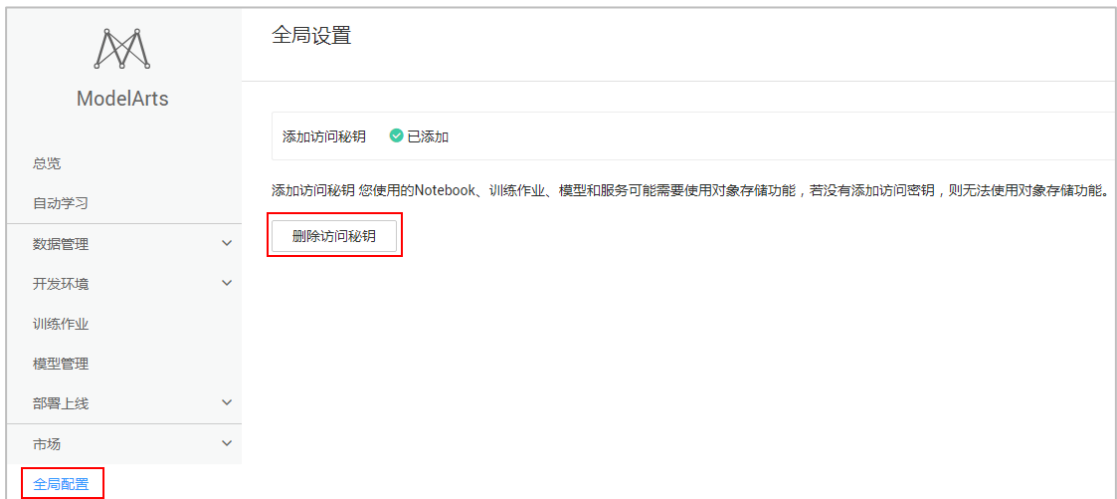 ModelArts
总览
自动学习
数据管理
开发环境
训练作业
模型管理
部署上线
市场
全局配置
全局设置
添加访问秘钥 已添加
添加访问秘钥 您使用的Notebook、训练作业、模型和服务可能需要使用对象存储功能，若没有添加访问密钥，则无法使用对象存储功能。
删除访问秘钥